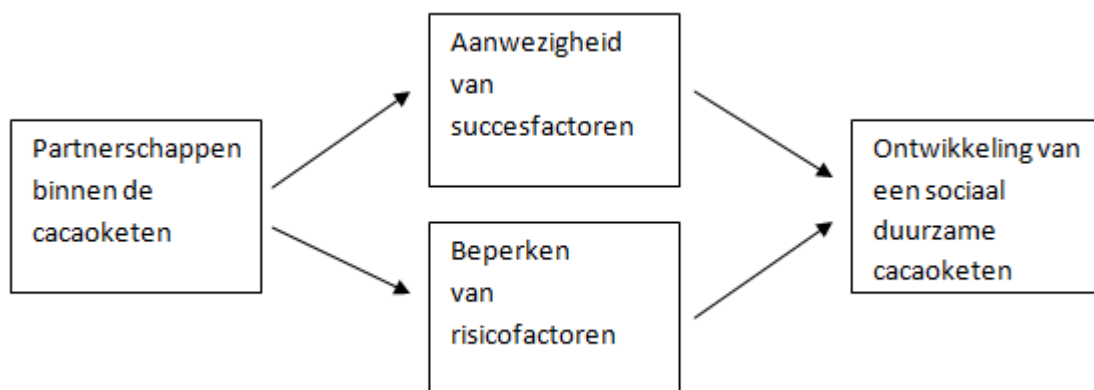 Partnerschappen
binnen de
cacaoketen
Aanwezigheid
van
succesfactoren
Beperken
van
risicofactoren
Ontwikkeling van
een sociaal
duurzame
cacaoketen